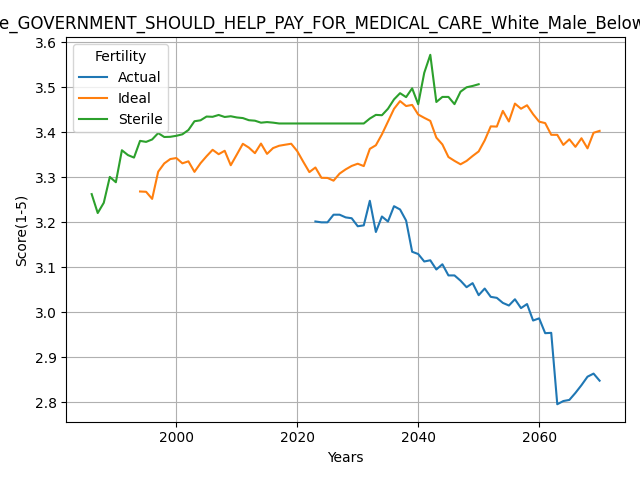 e_GOVERNMENT_SHOULD_HELP_PAY_FOR_MEDICAL_CARE_White_Male_Below
Fertility
Actual
Ideal
Sterile
Score(1-5)
3.6
3.5
3.4
3.3
3.2
3.1
3.0
2.9
2.8
2000 2020 2040 2060
Years